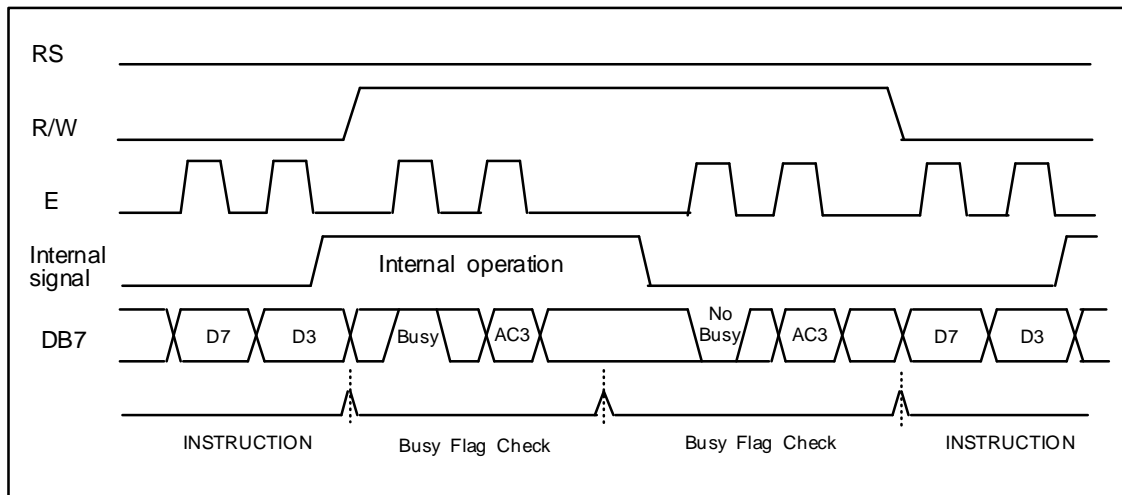 RS
R/W
E
Internal
signal
Internal operation
DB7
D7
D3
Busy
AC3
No
Busy
AC3
D7
D3
INSTRUCTION
Busy Flag Check
Busy Flag Check
INSTRUCTION